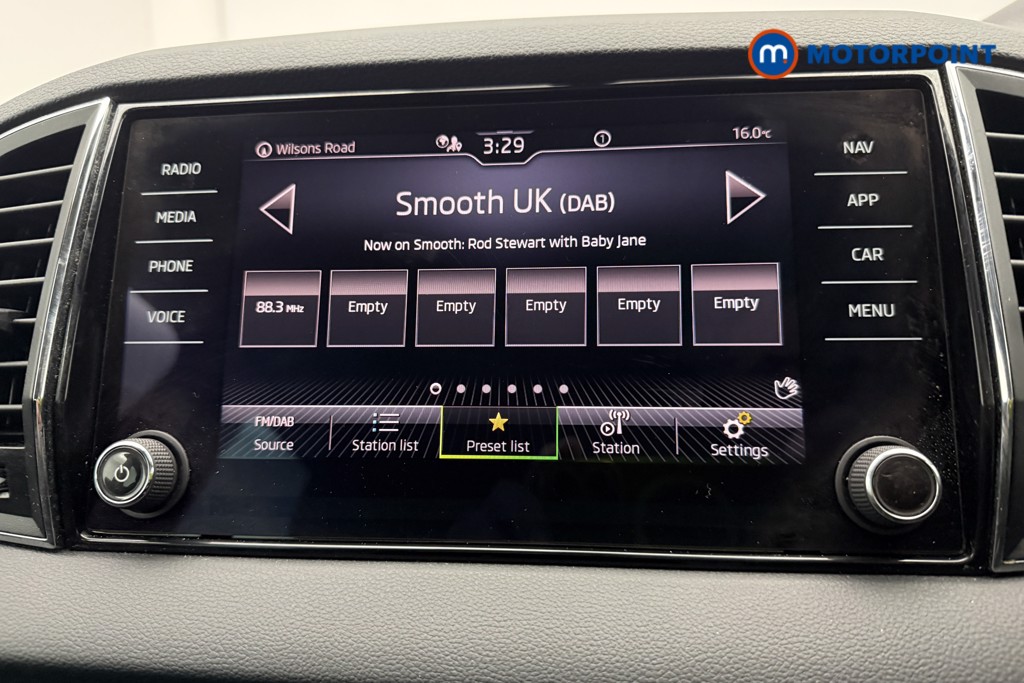 m MOTORPOINT
RADIO
MEDIA
PHONE
VOICE
Wilsons Road
3:29
1
16.0°C
Smooth UK (DAB)
Now on Smooth: Rod Stewart with Baby Jane
88.3 MHz
Empty
Empty
Empty
Empty
Empty
FM/DAB
Source
Station list
Preset list
Station
Settings
NAV
APP
CAR
MENU